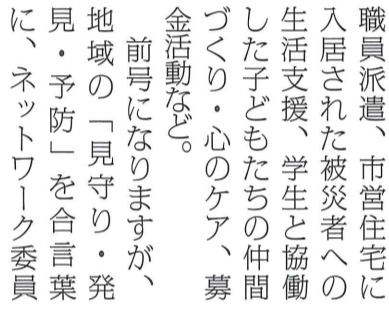 職員派遣、市営住宅に
入居された被災者への
生活支援、学生と協働
した子どもたちの仲間
づくり・心のケア、募
金活動など。
前号になりますが、
地域の「見守り・発
見・予防」を合言葉
に、ネットワーク委員